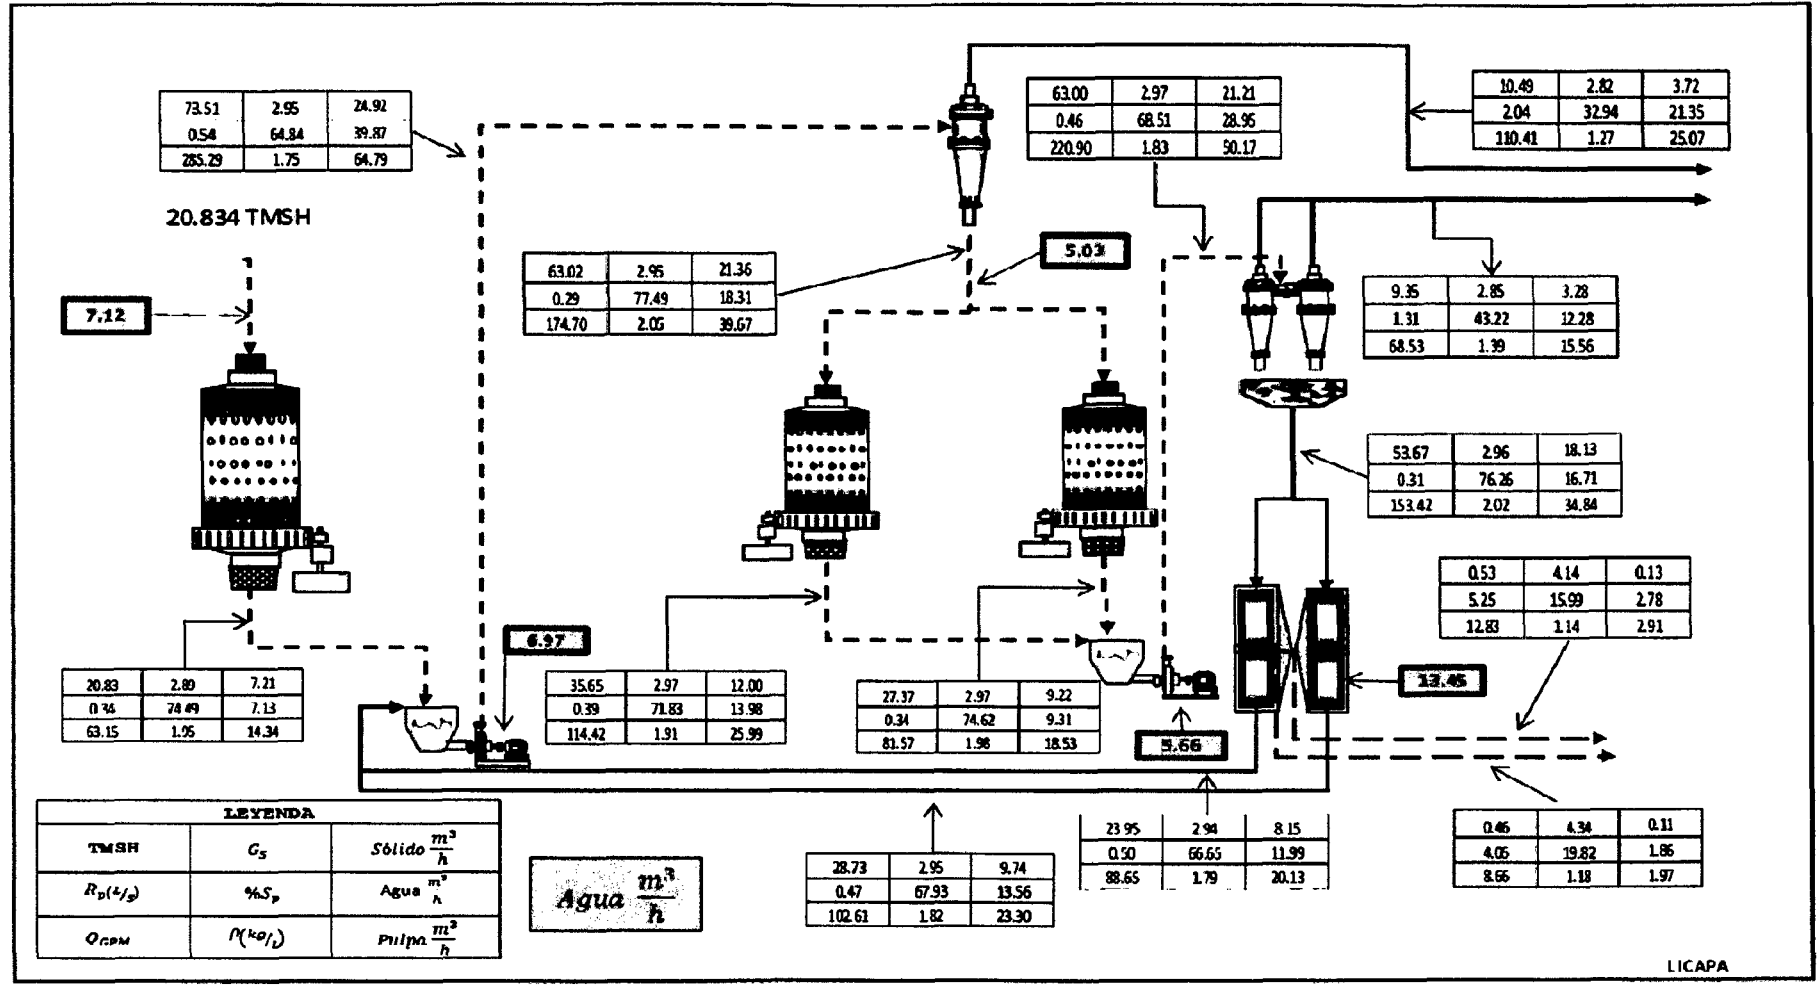 73.51 2.95 24.92
0.54 64.84 39.87
285.29 1.75 64.79
63.00 2.97 21.21
0.46 68.51 28.95
220.90 1.83 50.17
10.49 2.82 3.72
2.04 32.94 21.35
110.41 1.27 25.07
20.834 TMSH
7.12
63.02 2.95 21.36
0.29 77.49 18.31
174.70 2.05 39.67
5.03
9.35 2.85 3.28
1.31 43.22 12.28
68.53 1.39 15.56
53.67 2.96 18.13
0.31 76.26 16.71
153.42 2.02 34.84
0.53 4.14 0.13
5.25 15.99 2.78
12.83 1.14 2.91
20.83 2.89 7.21
0.34 74.49 7.13
63.15 1.95 14.34
6.97
35.65 2.97 12.00
0.39 71.83 13.98
114.42 1.91 25.99
27.37 2.97 9.22
0.34 74.62 9.31
81.57 1.98 18.53
5.66
23.95 2.94 8.15
0.50 66.65 11.99
88.65 1.79 20.13
28.73 2.95 9.74
0.47 67.93 13.56
102.61 1.82 23.30
0.46 4.34 0.11
4.05 19.82 1.86
8.66 1.18 1.97
LEYENDA
TMSH G_S Sólido m³/h
%S_p Agua m³/h
Q_GPM Pulpa m³/h
Agua m³/h
LICAPA